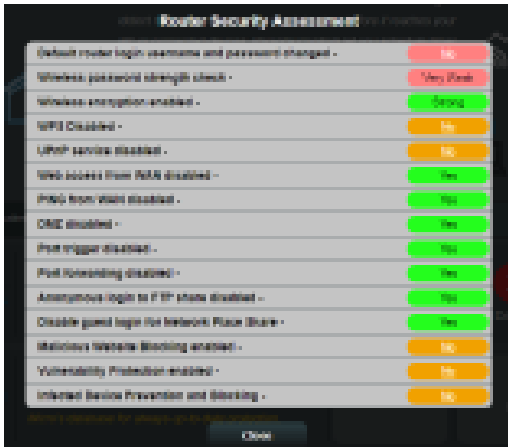 Router Security Assessment
Default router login username and password changed - No
Wireless password strength check - Very Weak
Wireless encryption enabled - Strong
WPS Disabled - No
UPnP service disabled - No
Web access from WAN disabled - Yes
PING from WAN disabled - Yes
DMZ disabled - Yes
Port trigger disabled - Yes
Port forwarding disabled - Yes
Anonymous login to FTP share disabled - Yes
Disable guest login for Network Place Share - Yes
Malicious Website Blocking enabled - No
Vulnerability Protection enabled - No
Infected Device Prevention and Blocking - No
Close